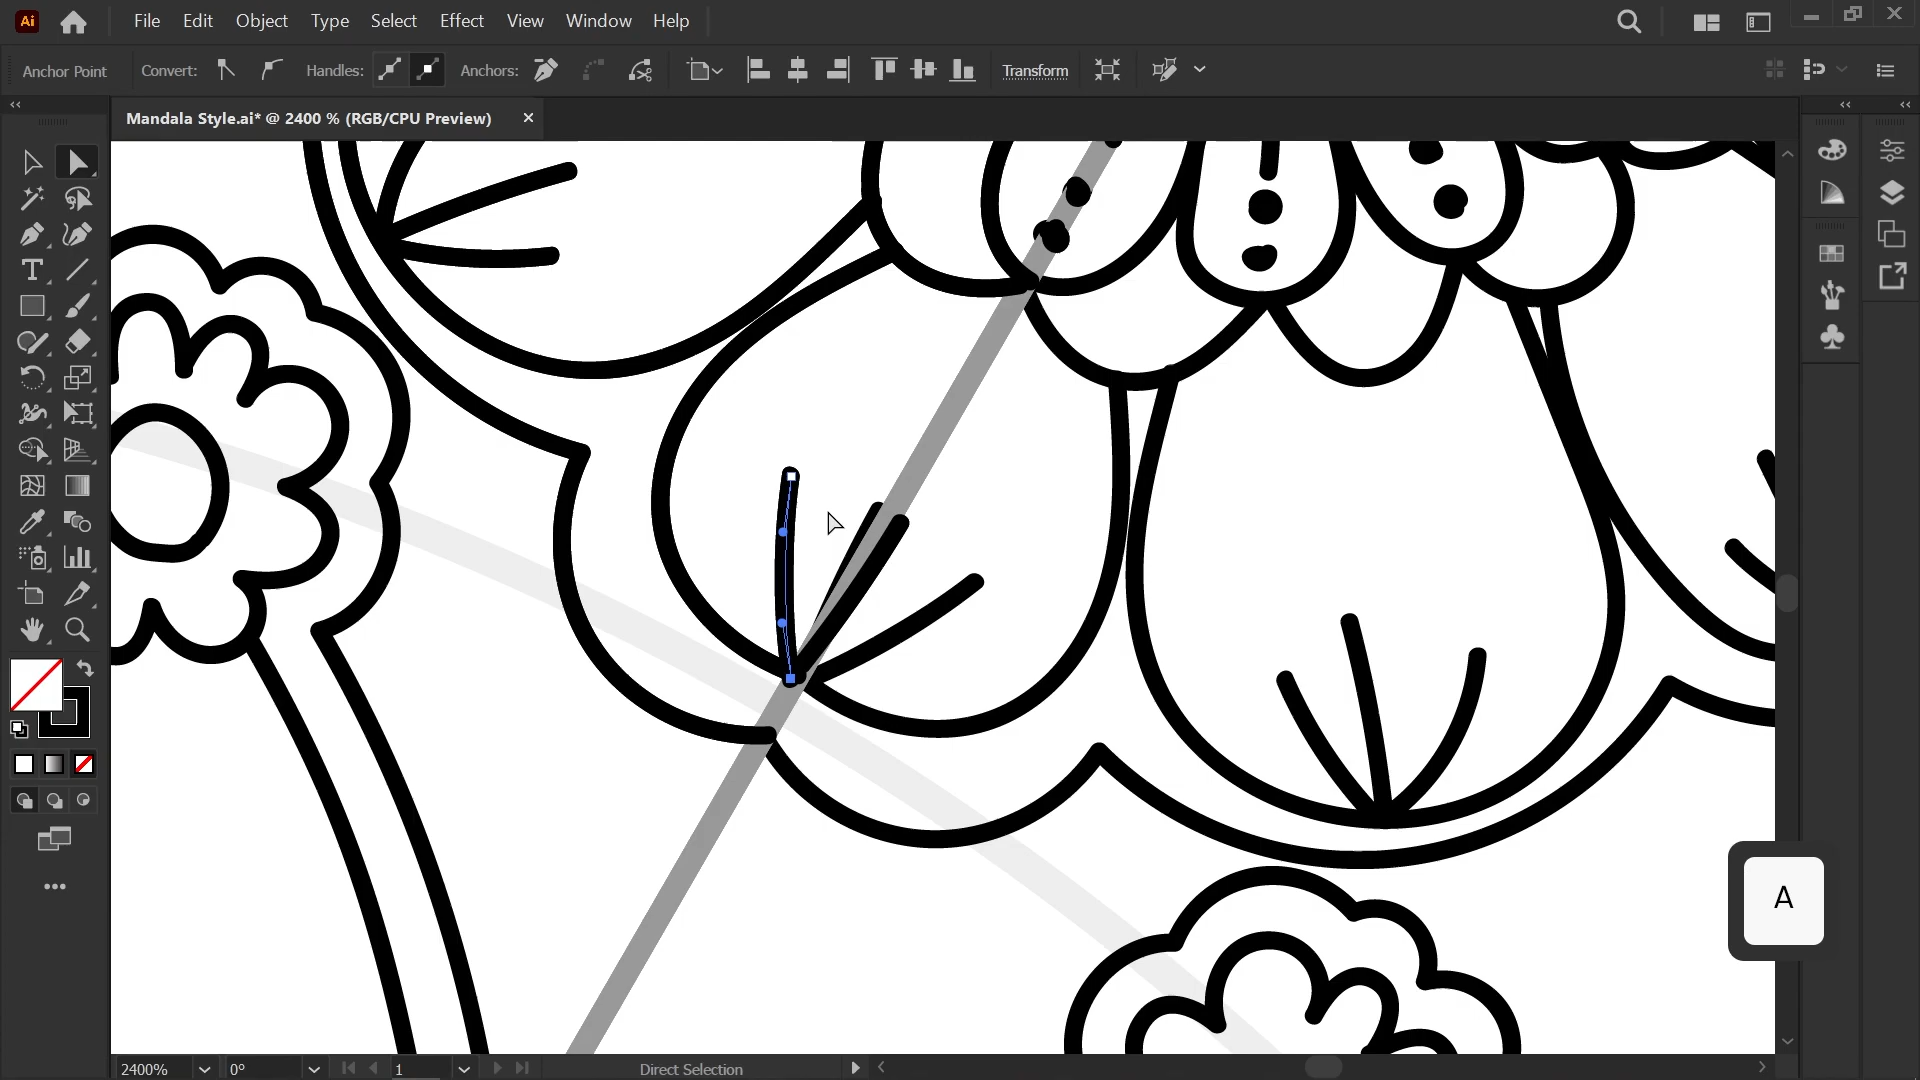 Ai File Edit Object Type Select Effect View Window Help
Anchor Point Convert: Handles: Anchors: Transform
Mandala Style.ai* @ 2400 % (RGB/CPU Preview)
A
2400% 0° 1 Direct Selection